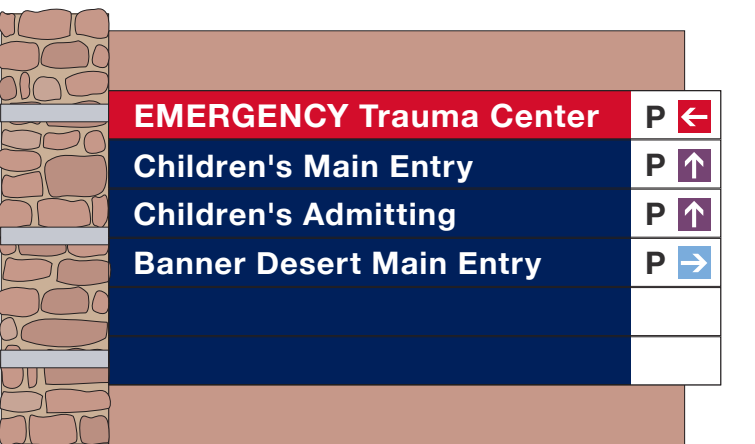 EMERGENCY Trauma Center P ←
Children's Main Entry P ↑
Children's Admitting P ↑
Banner Desert Main Entry P →